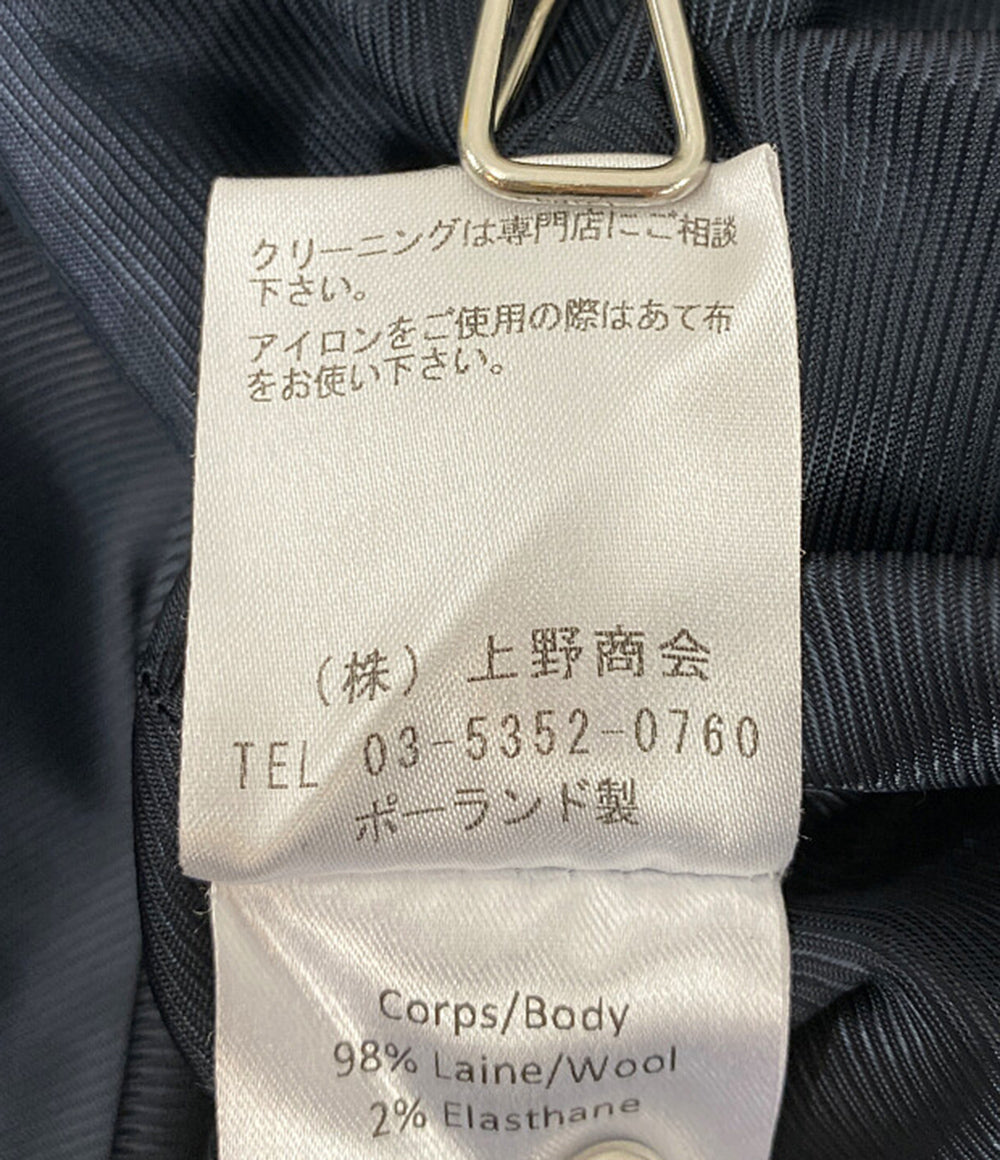 クリーニングは専門店にご相談
下さい。
アイロンをご使用の際はあて布
をお使い下さい。
(株) 上野商会
TEL 03-5352-0760
ポーランド製
Corps/Body
98% Laine/Wool
2% Elasthane